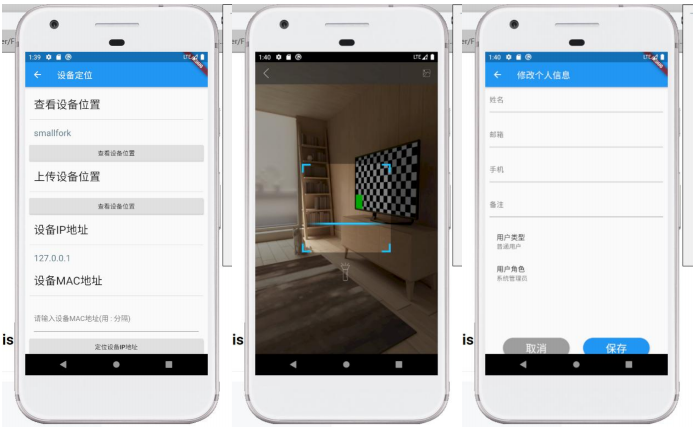 er/F
1:39
LTE
设备定位
查看设备位置
smallfork
查看设备位置
上传设备位置
查看设备位置
设备IP地址
127.0.0.1
设备MAC地址
请输入设备MAC地址(用 : 分隔)
定位设备IP地址
is
er/F
1:40
LTE
is
er/F
1:40
LTE
修改个人信息
姓名
邮箱
手机
备注
用户类型
普通用户
用户角色
系统管理员
取消
保存
is